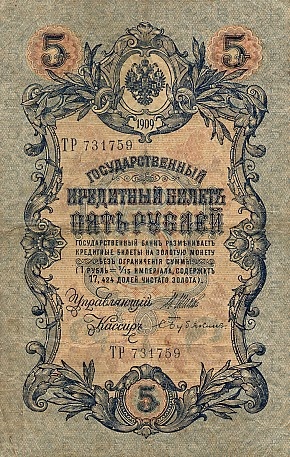 5 5
1909
ТР 731759
ГОСУДАРСТВЕННЫЙ
КРЕДИТНЫЙ БИЛЕТЪ
ПЯТЬ РУБЛЕЙ
ГОСУДАРСТВЕННЫЙ БАНКЪ РАЗМѢНИВАЕТЪ
КРЕДИТНЫЕ БИЛЕТЫ НА ЗОЛОТУЮ МОНЕТУ
БЕЗЪ ОГРАНИЧЕНІЯ СУММЫ
(1 РУБЛЬ = 1/15 ИМПЕРІАЛА, СОДЕРЖИТЪ
17,424 ДОЛЕЙ ЧИСТАГО ЗОЛОТА).
Управляющій
Кассиръ
ТР 731759
5